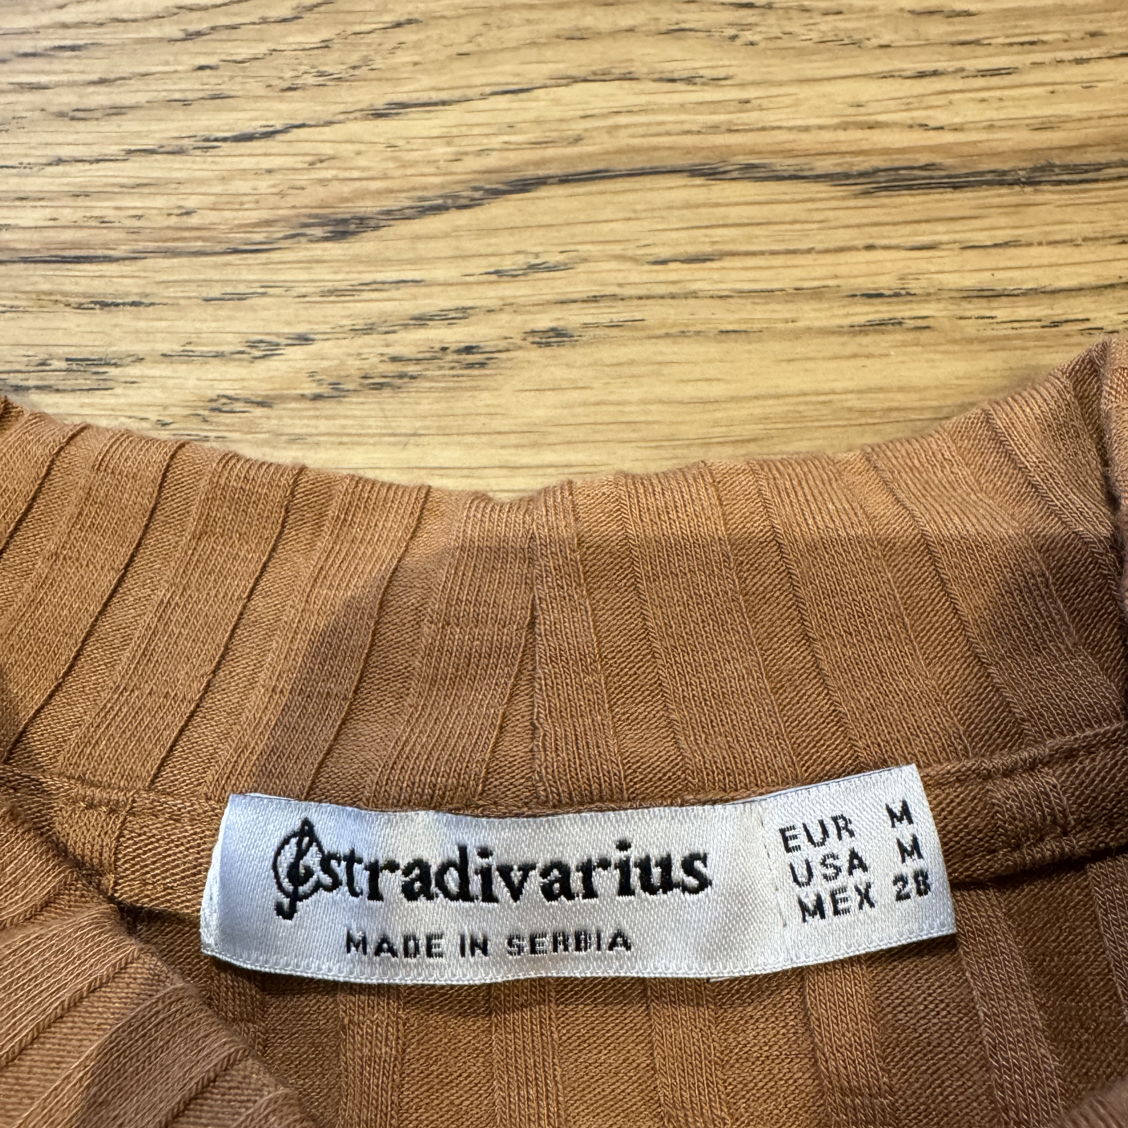 stradivarius
MADE IN SERBIA
EUR M
USA M
MEX 28